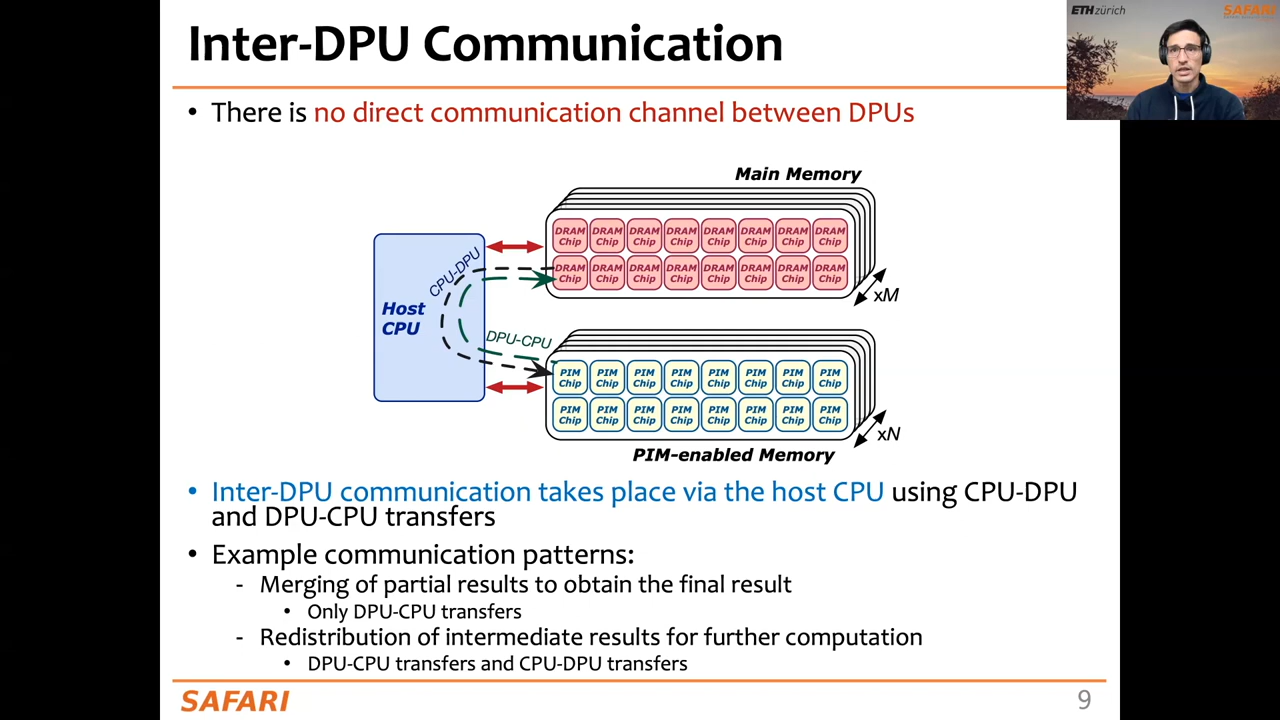 Inter-DPU Communication
ETH zürich
SAFARI
• There is no direct communication channel between DPUs
Main Memory
DRAM Chip DRAM Chip DRAM Chip DRAM Chip DRAM Chip DRAM Chip DRAM Chip DRAM Chip
DRAM Chip DRAM Chip DRAM Chip DRAM Chip DRAM Chip DRAM Chip DRAM Chip DRAM Chip
xM
CPU-DPU
Host
CPU
DPU-CPU
PIM Chip PIM Chip PIM Chip PIM Chip PIM Chip PIM Chip PIM Chip PIM Chip
PIM Chip PIM Chip PIM Chip PIM Chip PIM Chip PIM Chip PIM Chip PIM Chip
xN
PIM-enabled Memory
• Inter-DPU communication takes place via the host CPU using CPU-DPU
and DPU-CPU transfers
• Example communication patterns:
- Merging of partial results to obtain the final result
• Only DPU-CPU transfers
- Redistribution of intermediate results for further computation
• DPU-CPU transfers and CPU-DPU transfers
SAFARI
9